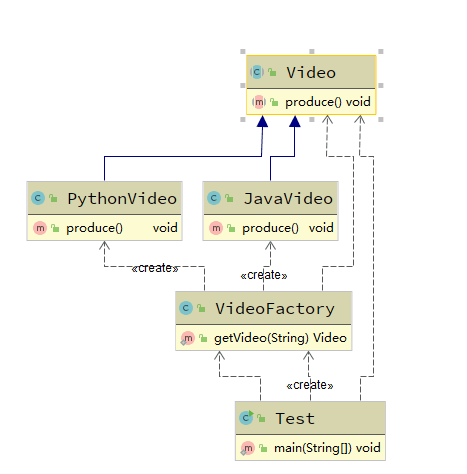 Video
produce() void
PythonVideo
produce() void
JavaVideo
produce() void
«create»
«create»
VideoFactory
getVideo(String) Video
«create»
Test
main(String[]) void